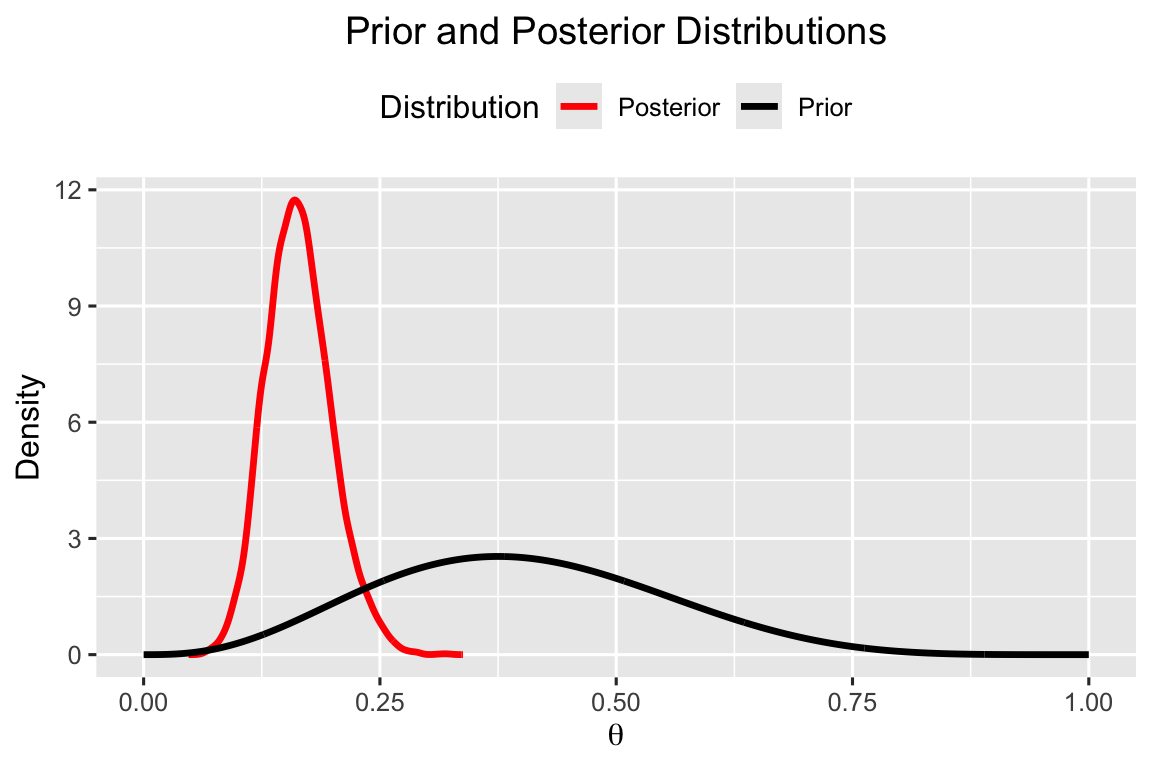 Prior and Posterior Distributions
Distribution Posterior Prior
12
9
6
3
0
Density
0.00 0.25 0.50 0.75 1.00
θ